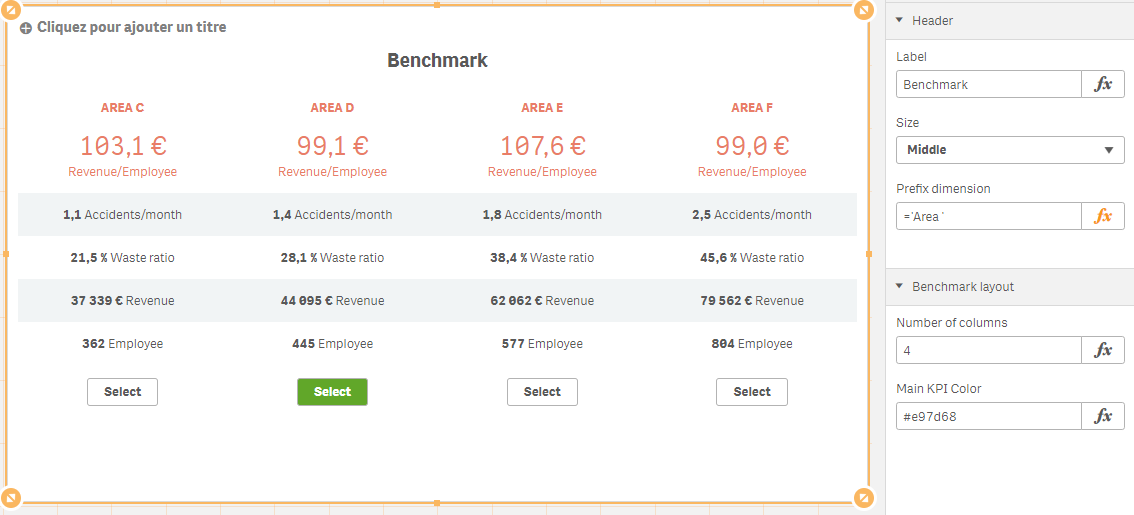 Cliquez pour ajouter un titre
Benchmark
AREA C AREA D AREA E AREA F
103,1 € 99,1 € 107,6 € 99,0 €
Revenue/Employee Revenue/Employee Revenue/Employee Revenue/Employee
1,1 Accidents/month 1,4 Accidents/month 1,8 Accidents/month 2,5 Accidents/month
21,5 % Waste ratio 28,1 % Waste ratio 38,4 % Waste ratio 45,6 % Waste ratio
37 339 € Revenue 44 095 € Revenue 62 062 € Revenue 79 562 € Revenue
362 Employee 445 Employee 577 Employee 804 Employee
Select Select Select Select
Header
Label
Benchmark fx
Size
Middle
Prefix dimension
='Area ' fx
Benchmark layout
Number of columns
4 fx
Main KPI Color
#e97d68 fx